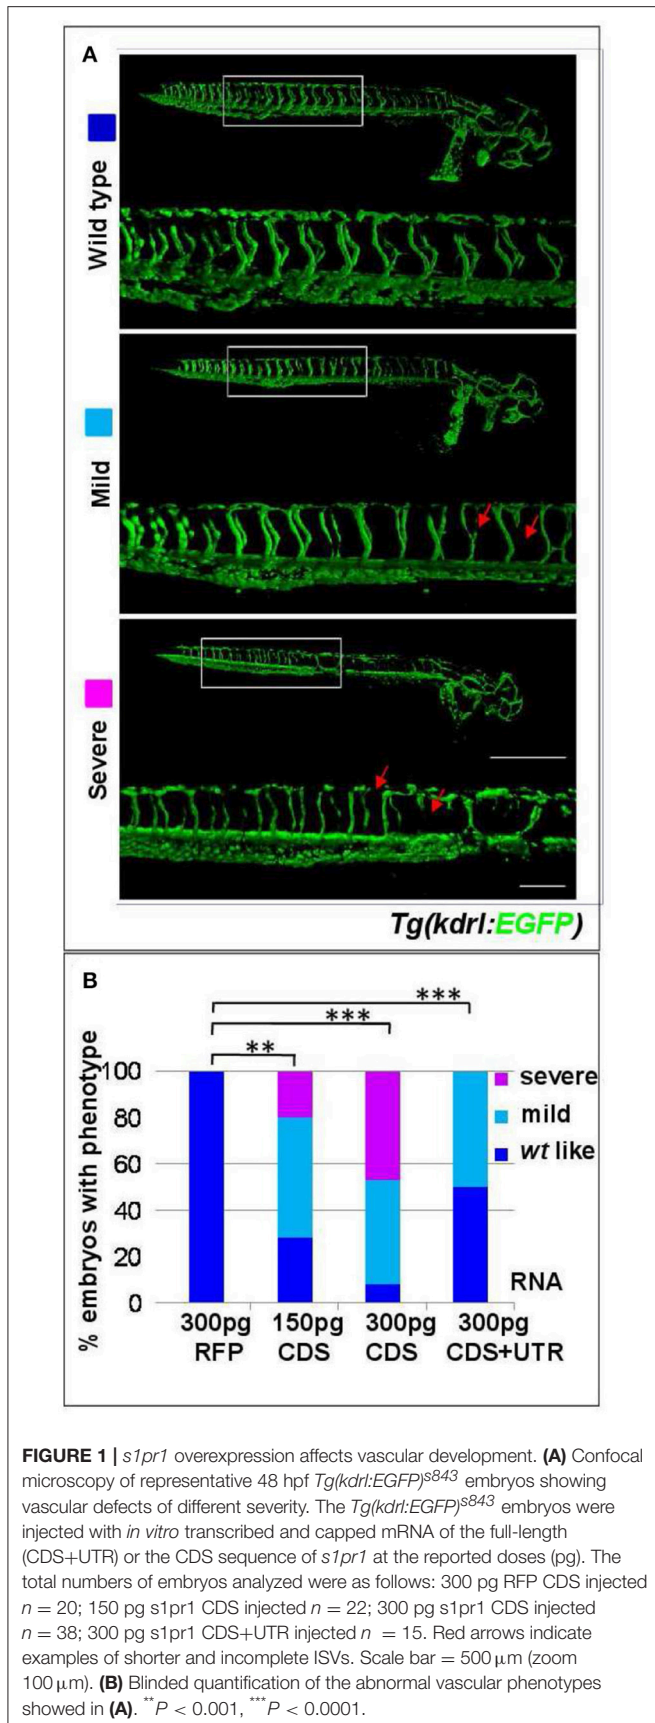 A
Wild type
Mild
Severe
Tg(kdrl:EGFP)
B
% embryos with phenotype
100
80
60
40
20
0
***
***
**
severe
mild
wt like
RNA
300pg 150pg 300pg 300pg
RFP CDS CDS CDS+UTR
FIGURE 1 | s1pr1 overexpression affects vascular development. (A) Confocal
microscopy of representative 48 hpf Tg(kdrl:EGFP)s843 embryos showing
vascular defects of different severity. The Tg(kdrl:EGFP)s843 embryos were
injected with in vitro transcribed and capped mRNA of the full-length
(CDS+UTR) or the CDS sequence of s1pr1 at the reported doses (pg). The
total numbers of embryos analyzed were as follows: 300 pg RFP CDS injected
n = 20; 150 pg s1pr1 CDS injected n = 22; 300 pg s1pr1 CDS injected
n = 38; 300 pg s1pr1 CDS+UTR injected n = 15. Red arrows indicate
examples of shorter and incomplete ISVs. Scale bar = 500 μm (zoom
100 μm). (B) Blinded quantification of the abnormal vascular phenotypes
showed in (A). **P < 0.001, ***P < 0.0001.